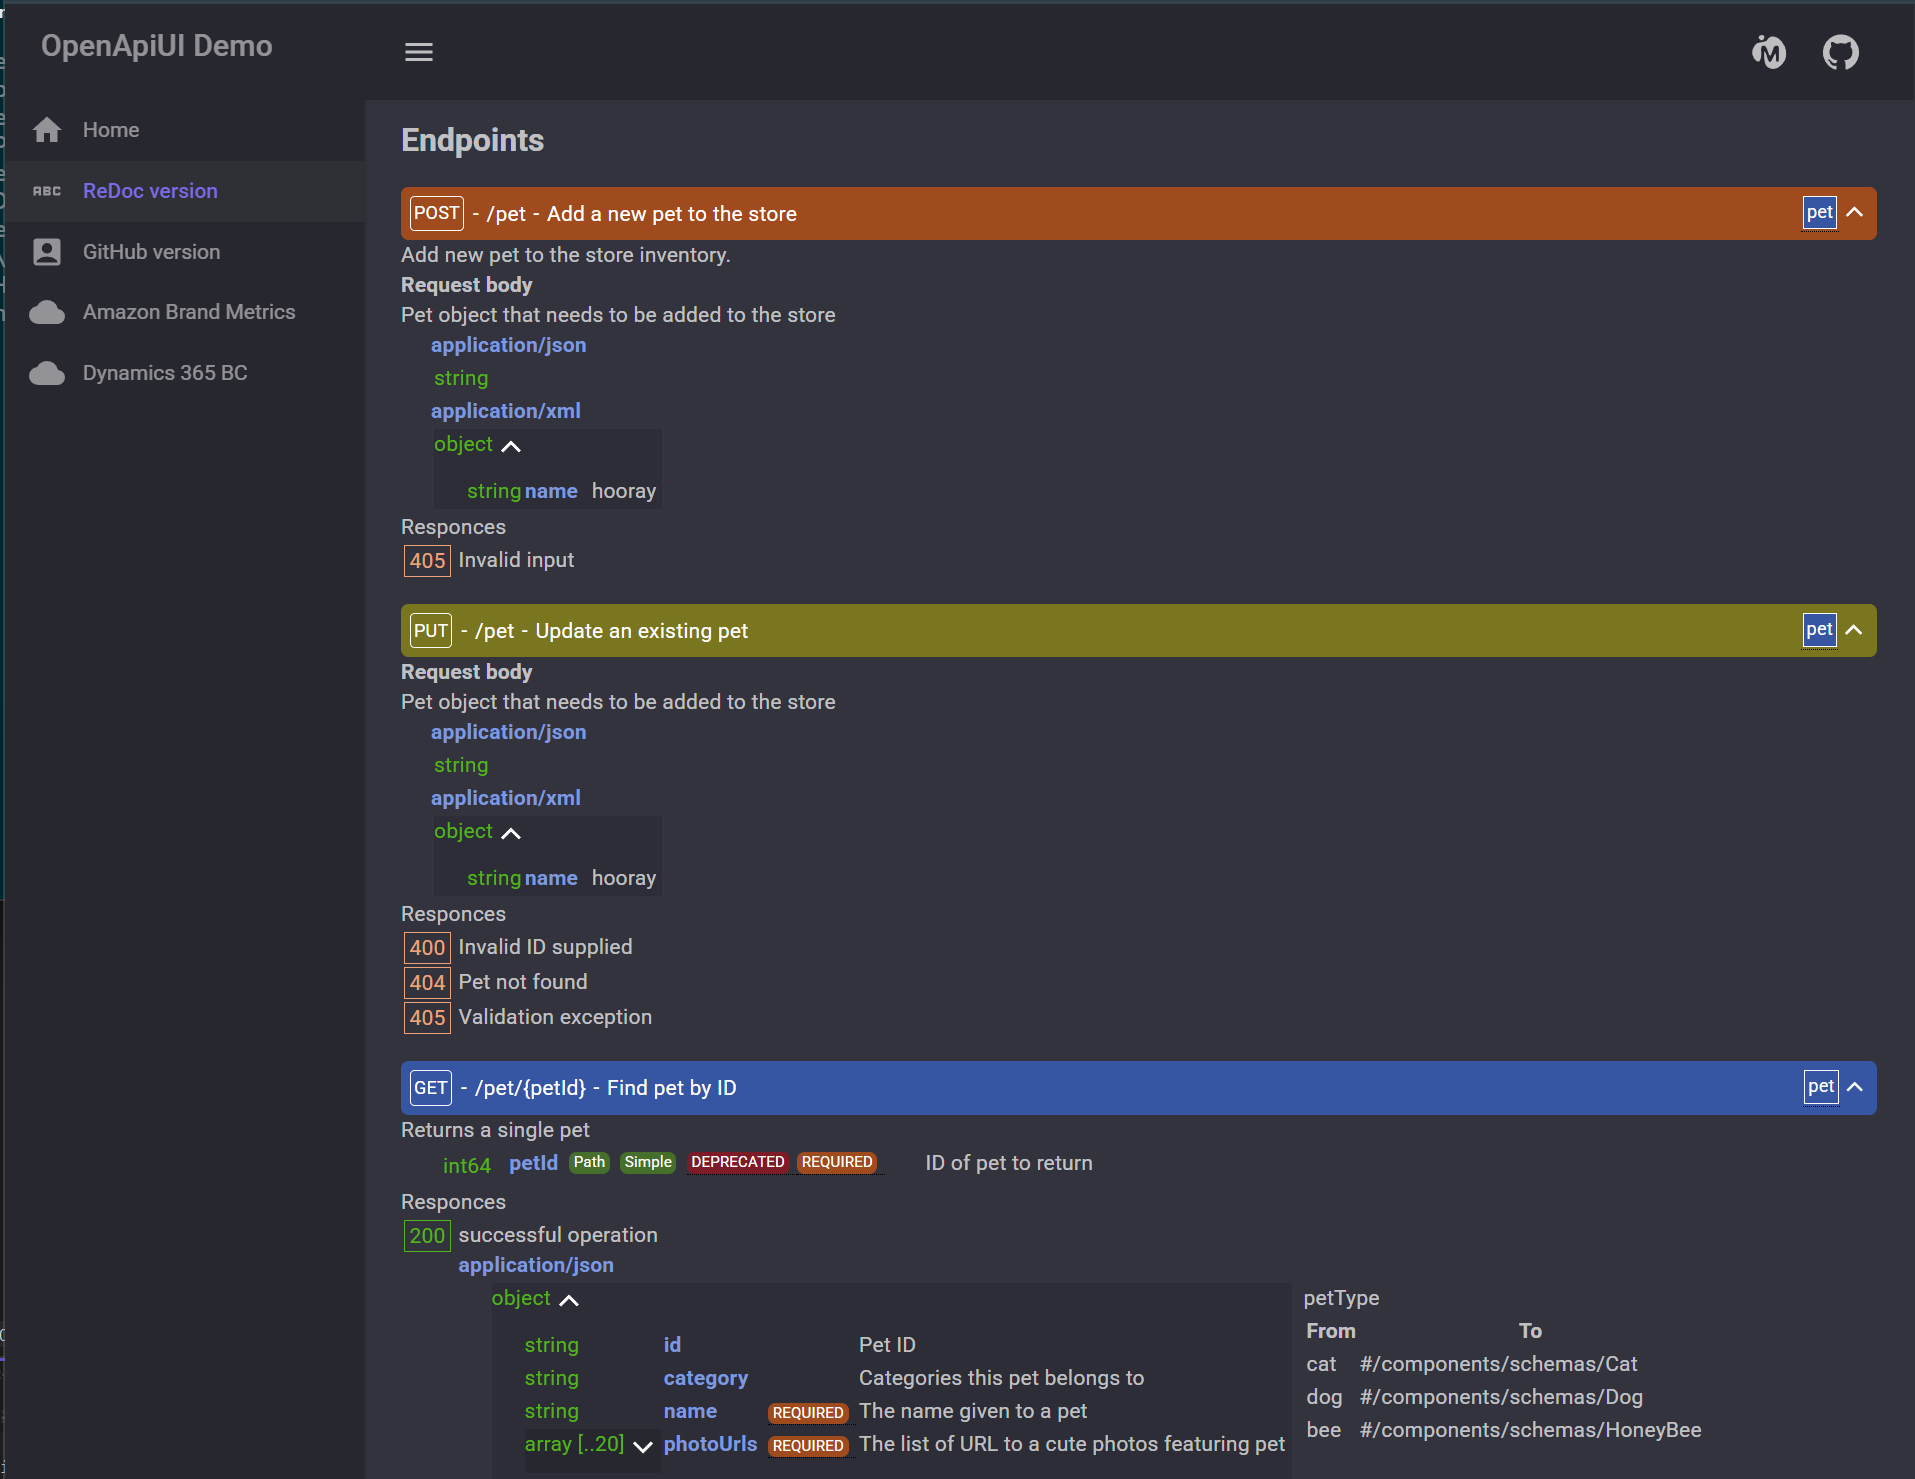 OpenApiUI Demo
Home
ABC ReDoc version
GitHub version
Amazon Brand Metrics
Dynamics 365 BC
Endpoints
POST - /pet - Add a new pet to the store pet
Add new pet to the store inventory.
Request body
Pet object that needs to be added to the store
application/json
string
application/xml
object
string name hooray
Responces
405 Invalid input
PUT - /pet - Update an existing pet pet
Request body
Pet object that needs to be added to the store
application/json
string
application/xml
object
string name hooray
Responces
400 Invalid ID supplied
404 Pet not found
405 Validation exception
GET - /pet/{petId} - Find pet by ID pet
Returns a single pet
int64 petId Path Simple DEPRECATED REQUIRED ID of pet to return
Responces
200 successful operation
application/json
object
string id Pet ID
string category Categories this pet belongs to
string name REQUIRED The name given to a pet
array [..20] photoUrls REQUIRED The list of URL to a cute photos featuring pet
petType
From To
cat #/components/schemas/Cat
dog #/components/schemas/Dog
bee #/components/schemas/HoneyBee